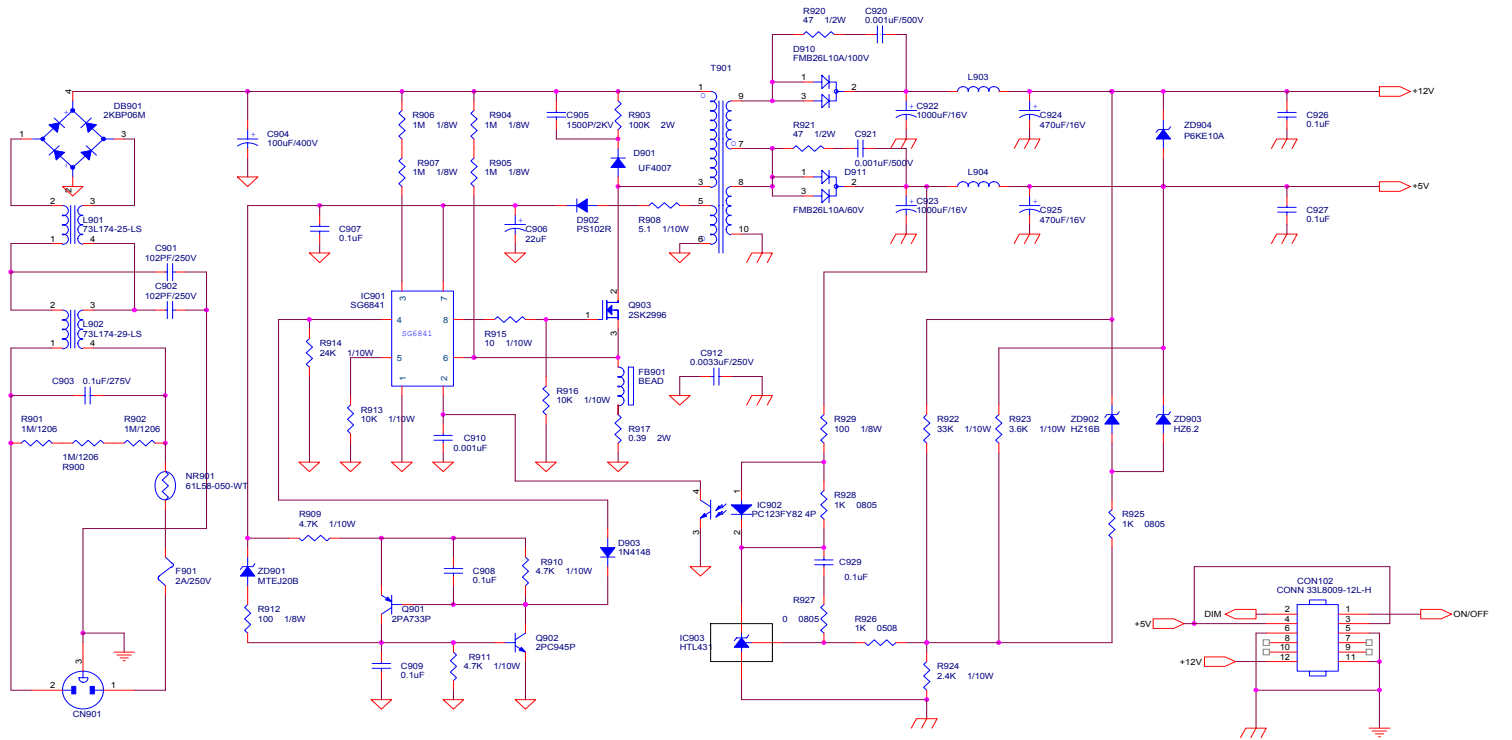 R920
47 1/2W
C920
0.001uF/500V
D910
FMB26L10A/100V
T901
L903
+12V
DB901
2KBP06M
C904
100uF/400V
R906
1M 1/8W
R904
1M 1/8W
C905
1500P/2KV
R903
100K 2W
C922
1000uF/16V
C924
470uF/16V
ZD904
P6KE10A
C926
0.1uF
R921
47 1/2W
C921
0.001uF/500V
R907
1M 1/8W
R905
1M 1/8W
D901
UF4007
D911
FMB26L10A/60V
L904
+5V
L901
73L174-25-LS
C907
0.1uF
C906
22uF
D902
PS102R
R908
5.1 1/10W
C923
1000uF/16V
C925
470uF/16V
C927
0.1uF
C901
102PF/250V
C902
102PF/250V
IC901
SG6841
SG6841
Q903
2SK2996
L902
73L174-29-LS
R914
24K 1/10W
R915
10 1/10W
C912
0.0033uF/250V
FB901
BEAD
C903 0.1uF/275V
R916
10K 1/10W
R913
10K 1/10W
R901
1M/1206
R902
1M/1206
1M/1206
R900
C910
0.001uF
R917
0.39 2W
R929
100 1/8W
R922
33K 1/10W
R923
3.6K 1/10W
ZD902
HZ16B
ZD903
HZ6.2
NR901
61L58-050-WT
IC902
PC123FY82 4P
R928
1K 0805
R925
1K 0805
R909
4.7K 1/10W
D903
1N4148
F901
2A/250V
ZD901
MTEJ20B
C908
0.1uF
R910
4.7K 1/10W
C929
0.1uF
CON102
CONN 33L8009-12L-H
R912
100 1/8W
Q901
2PA733P
R927
0 0805
R926
1K 0508
DIM
ON/OFF
+5V
Q902
2PC945P
IC903
HTL431
C909
0.1uF
R911
4.7K 1/10W
R924
2.4K 1/10W
+12V
CN901